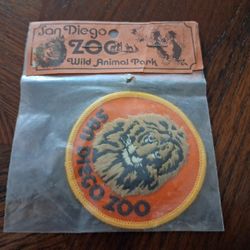 San Diego
ZOO
Wild Animal Park
SAN DIEGO ZOO